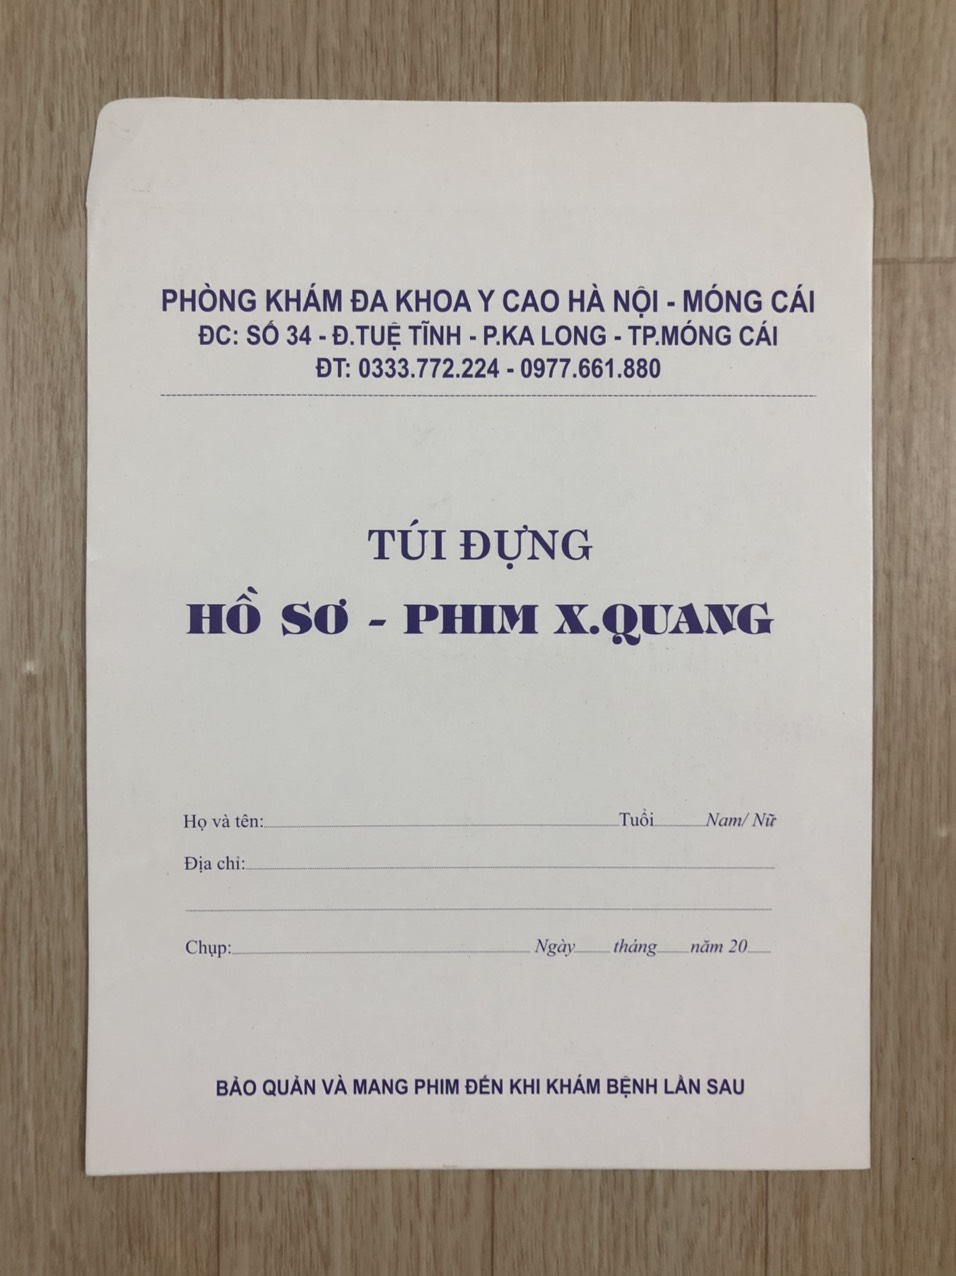 PHÒNG KHÁM ĐA KHOA Y CAO HÀ NỘI - MÓNG CÁI
ĐC: SỐ 34 - Đ.TUỆ TĨNH - P.KA LONG - TP.MÓNG CÁI
ĐT: 0333.772.224 - 0977.661.880
TÚI ĐỰNG
HỒ SƠ - PHIM X.QUANG
Họ và tên: Tuổi Nam/ Nữ
Địa chỉ:
Chụp: Ngày tháng năm 20
BẢO QUẢN VÀ MANG PHIM ĐẾN KHI KHÁM BỆNH LẦN SAU